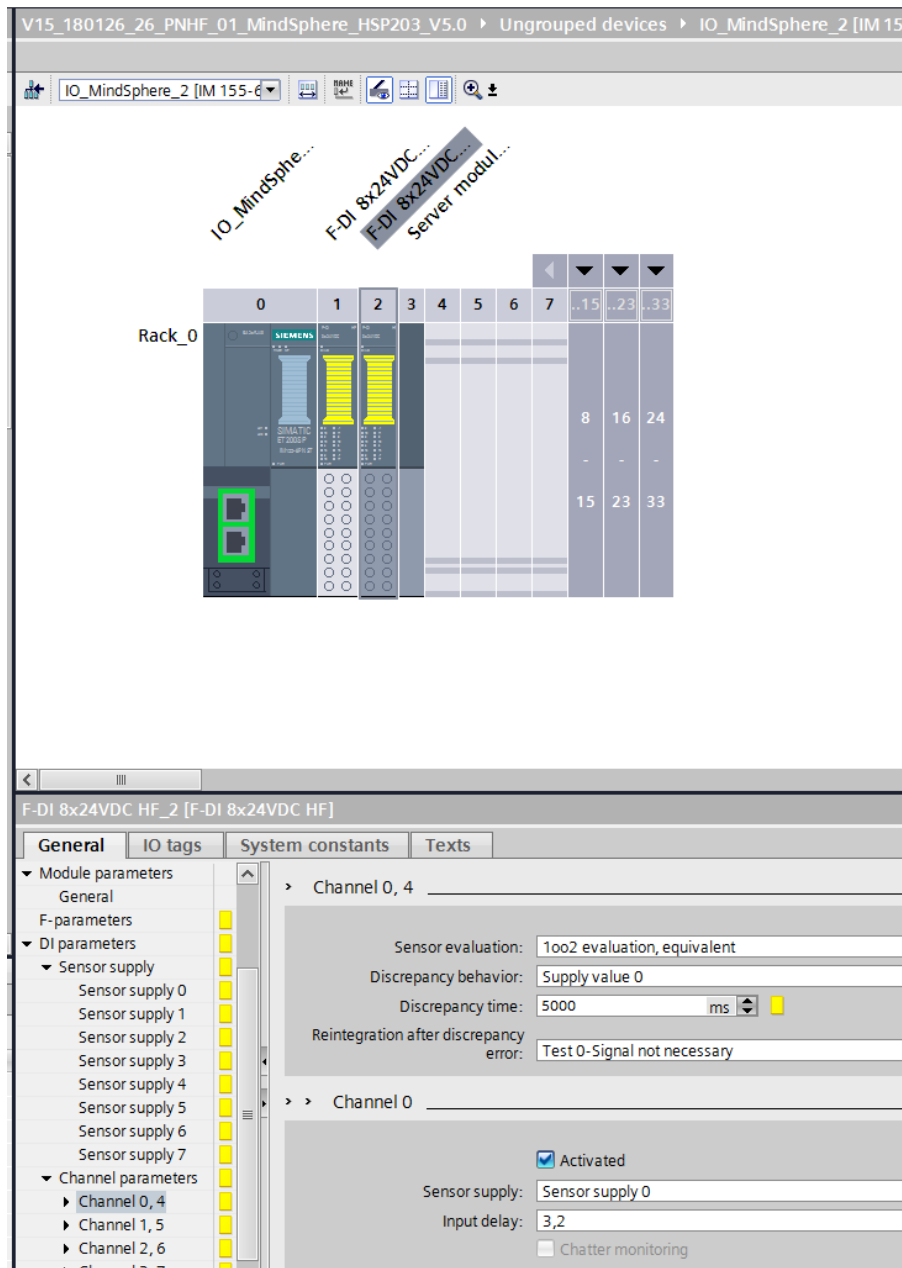 V15_180126_26_PNHF_01_MindSphere_HSP203_V5.0 ▸ Ungrouped devices ▸ IO_MindSphere_2 [IM 15
IO_MindSphere_2 [IM 155-6
NAME
IO_MindSphe...
F-DI 8x24VDC...
F-DI 8x24VDC...
Server modul...
0 1 2 3 4 5 6 7 ..15 ..23 ..33
Rack_0
SIEMENS
SIMATIC
ET 200SP
8 16 24
- - -
15 23 33
F-DI 8x24VDC HF_2 [F-DI 8x24VDC HF]
General IO tags System constants Texts
Module parameters
General
F-parameters
DI parameters
Sensor supply
Sensor supply 0
Sensor supply 1
Sensor supply 2
Sensor supply 3
Sensor supply 4
Sensor supply 5
Sensor supply 6
Sensor supply 7
Channel parameters
Channel 0, 4
Channel 1, 5
Channel 2, 6
Channel 0, 4
Sensor evaluation: 1oo2 evaluation, equivalent
Discrepancy behavior: Supply value 0
Discrepancy time: 5000 ms
Reintegration after discrepancy
error: Test 0-Signal not necessary
Channel 0
Activated
Sensor supply: Sensor supply 0
Input delay: 3,2
Chatter monitoring